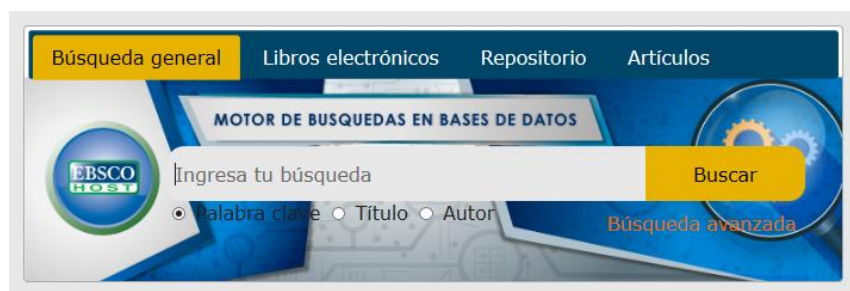 Búsqueda general Libros electrónicos Repositorio Artículos
MOTOR DE BUSQUEDAS EN BASES DE DATOS
EBSCO
HOST
Ingresa tu búsqueda Buscar
Palabra clave Título Autor
Búsqueda avanzada